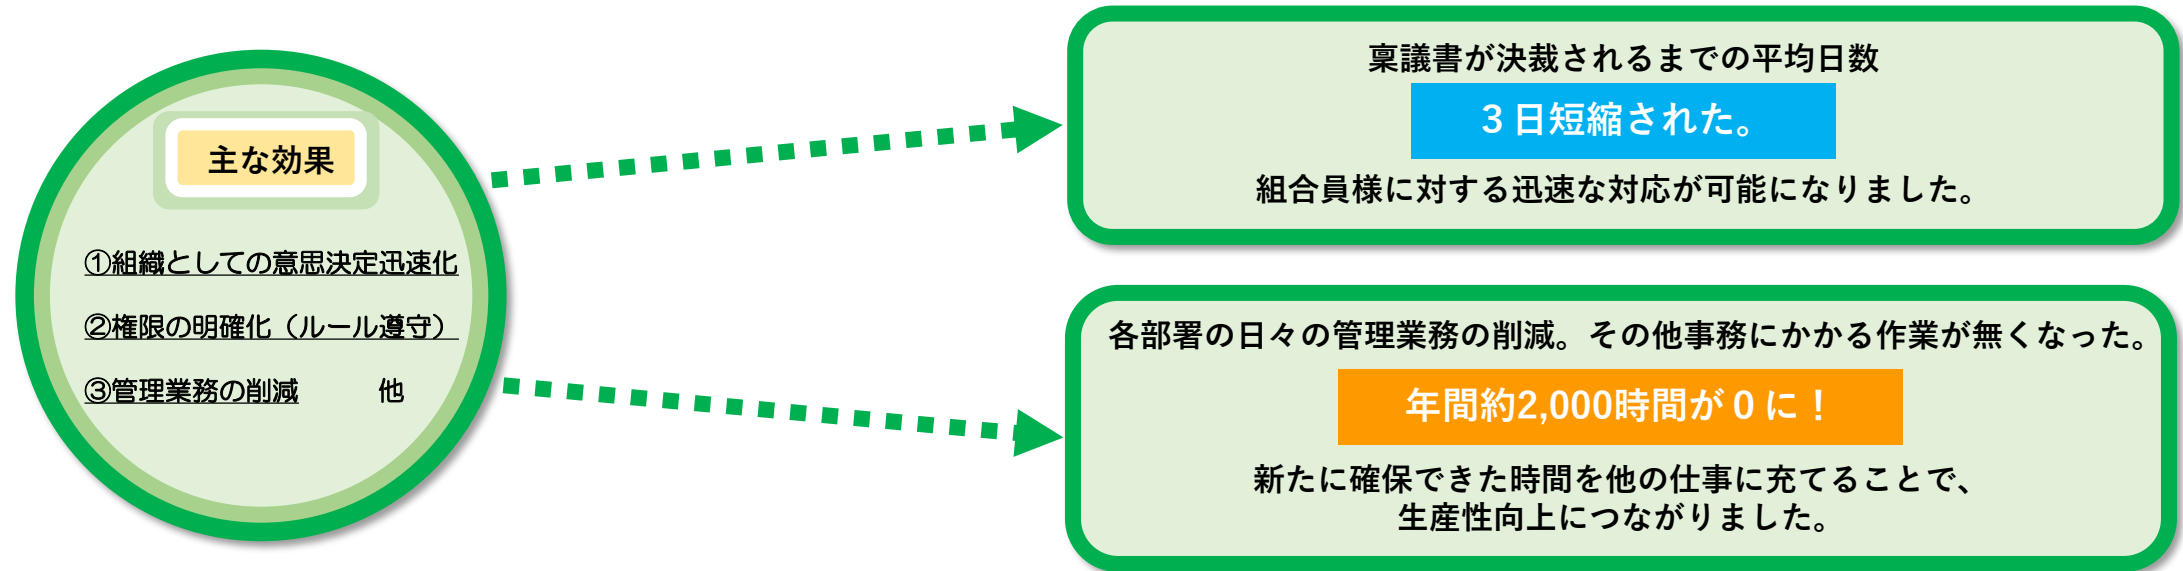 主な効果
①組織としての意思決定迅速化
②権限の明確化（ルール遵守）
③管理業務の削減　　　他
稟議書が決裁されるまでの平均日数
３日短縮された。
組合員様に対する迅速な対応が可能になりました。
各部署の日々の管理業務の削減。その他事務にかかる作業が無くなった。
年間約2,000時間が０に！
新たに確保できた時間を他の仕事に充てることで、
生産性向上につながりました。